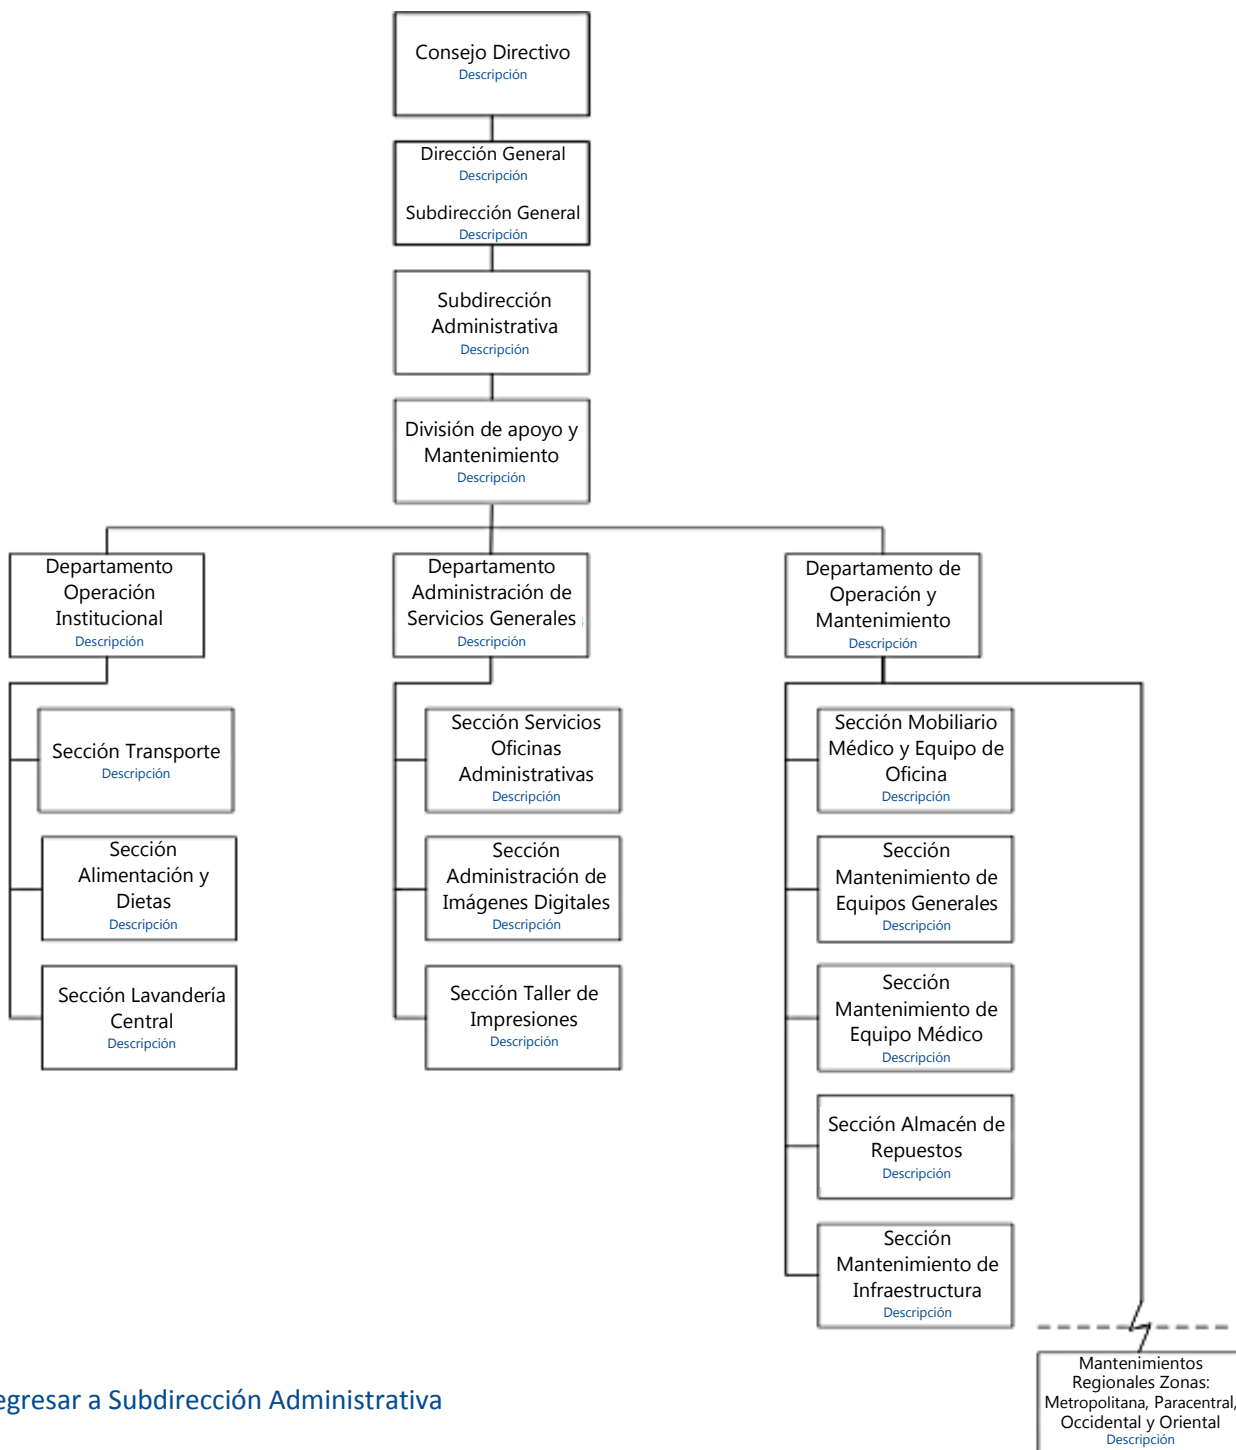 Consejo Directivo
Descripción
Dirección General
Descripción
Subdirección General
Descripción
Subdirección
Administrativa
Descripción
División de apoyo y
Mantenimiento
Descripción
Departamento
Operación
Institucional
Descripción
Departamento
Administración de
Servicios Generales
Descripción
Departamento de
Operación y
Mantenimiento
Descripción
Sección Transporte
Descripción
Sección
Alimentación y
Dietas
Descripción
Sección Lavandería
Central
Descripción
Sección Servicios
Oficinas
Administrativas
Descripción
Sección
Administración de
Imágenes Digitales
Descripción
Sección Taller de
Impresiones
Descripción
Sección Mobiliario
Médico y Equipo de
Oficina
Descripción
Sección
Mantenimiento de
Equipos Generales
Descripción
Sección
Mantenimiento de
Equipo Médico
Descripción
Sección Almacén de
Repuestos
Descripción
Sección
Mantenimiento de
Infraestructura
Descripción
Mantenimientos
Regionales Zonas:
Metropolitana, Paracentral,
Occidental y Oriental
Descripción
egresar a Subdirección Administrativa